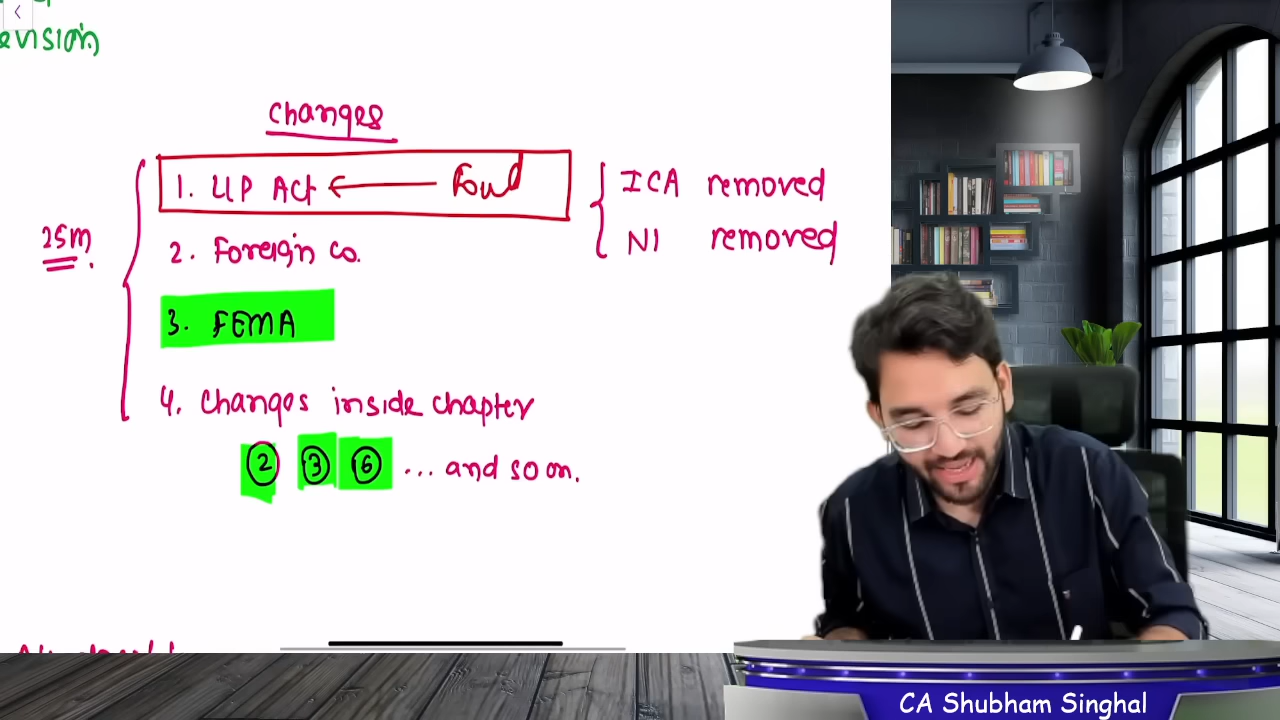 evision
Changes
1. LLP Act ← Found
ICA removed
NI removed
25m.
2. Foreign co.
3. FEMA
4. Changes inside chapter
2 3 6 ... and so on.
CA Shubham Singhal